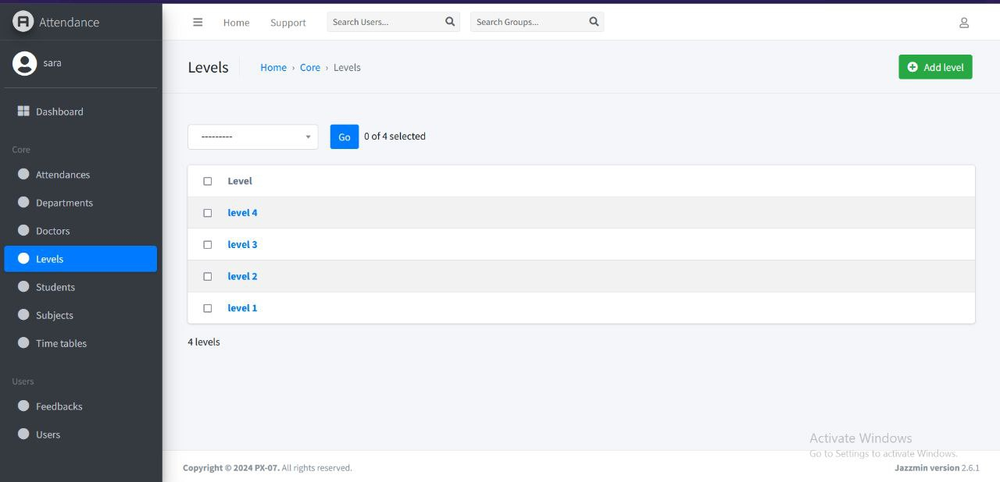 Attendance
sara
Dashboard
Core
Attendances
Departments
Doctors
Levels
Students
Subjects
Time tables
Users
Feedbacks
Users
Home Support Search Users... Search Groups...
Levels Home › Core › Levels Add level
--------- Go 0 of 4 selected
Level
level 4
level 3
level 2
level 1
4 levels
Activate Windows
Go to Settings to activate Windows.
Copyright © 2024 PX-07. All rights reserved. Jazzmin version 2.6.1